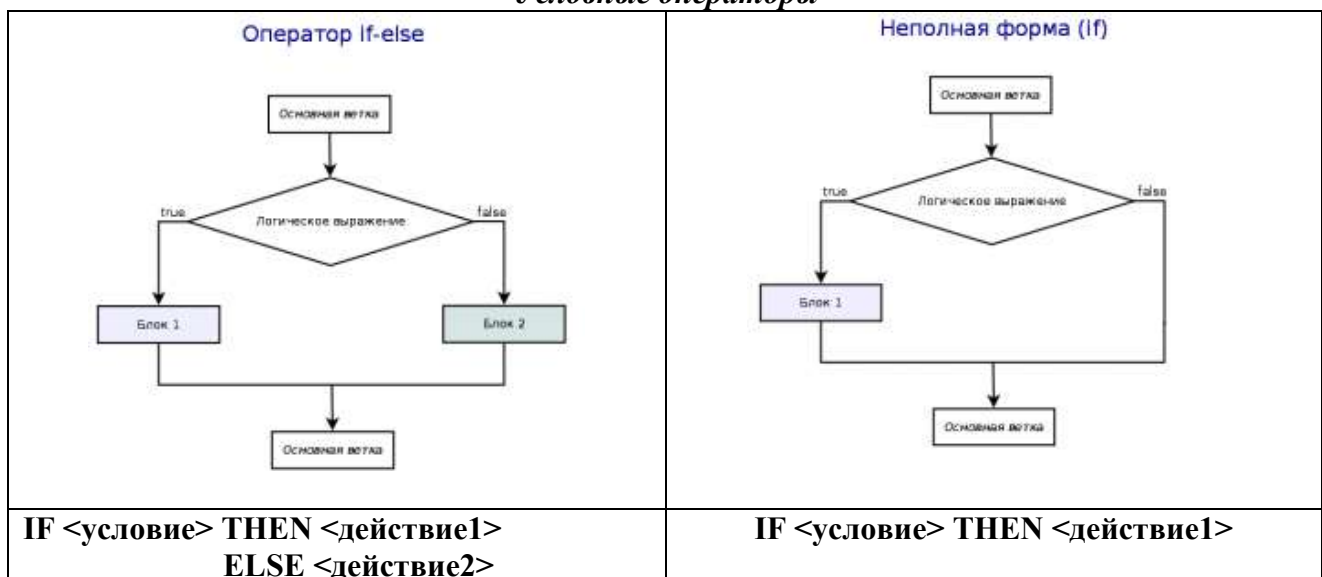 Условные операторы
Оператор if-else
Основная ветка
true
false
Логическое выражение
Блок 1
Блок 2
Основная ветка
IF <условие> THEN <действие1>
ELSE <действие2>
Неполная форма (if)
Основная ветка
true
false
Логическое выражение
Блок 1
Основная ветка
IF <условие> THEN <действие1>